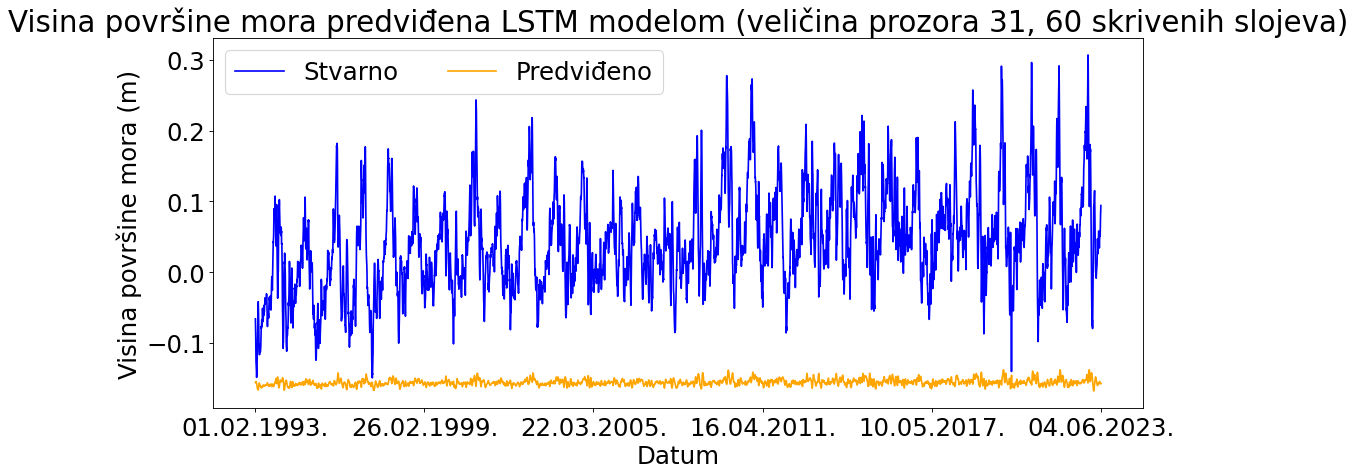 Visina površine mora predviđena LSTM modelom (veličina prozora 31, 60 skrivenih slojeva)
Stvarno
Predviđeno
Visina površine mora (m)
0.3
0.2
0.1
0.0
−0.1
01.02.1993.
26.02.1999.
22.03.2005.
16.04.2011.
10.05.2017.
04.06.2023.
Datum